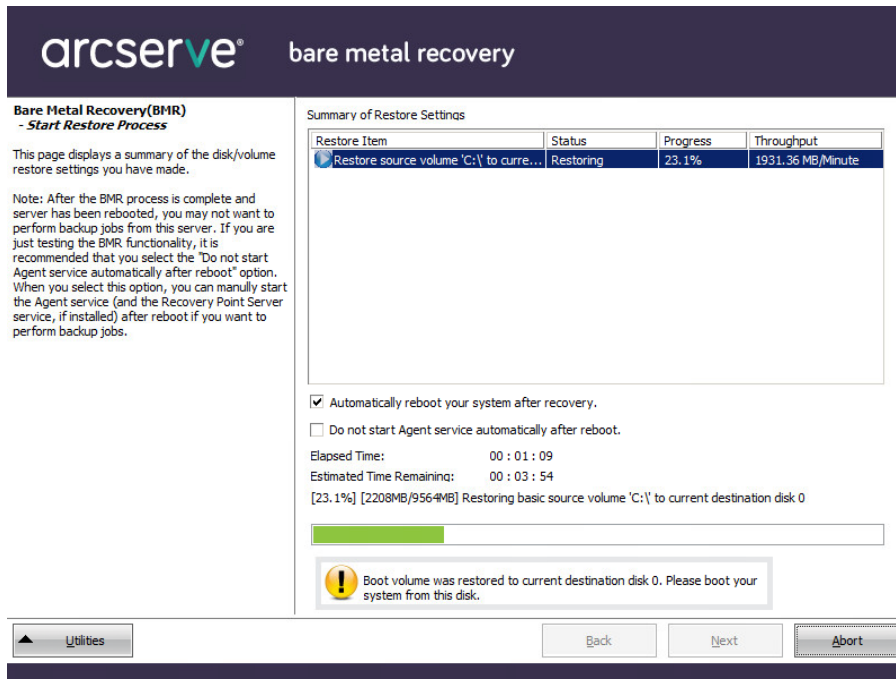 arcserve® bare metal recovery
Bare Metal Recovery(BMR)
- Start Restore Process
This page displays a summary of the disk/volume
restore settings you have made.
Note: After the BMR process is complete and
server has been rebooted, you may not want to
perform backup jobs from this server. If you are
just testing the BMR functionality, it is
recommended that you select the "Do not start
Agent service automatically after reboot" option.
When you select this option, you can manully start
the Agent service (and the Recovery Point Server
service, if installed) after reboot if you want to
perform backup jobs.
Summary of Restore Settings
Restore Item Status Progress Throughput
Restore source volume 'C:\' to curre... Restoring 23.1% 1931.36 MB/Minute
Automatically reboot your system after recovery.
Do not start Agent service automatically after reboot.
Elapsed Time: 00 : 01 : 09
Estimated Time Remaining: 00 : 03 : 54
[23.1%] [2208MB/9564MB] Restoring basic source volume 'C:\' to current destination disk 0
Boot volume was restored to current destination disk 0. Please boot your
system from this disk.
Utilities Back Next Abort